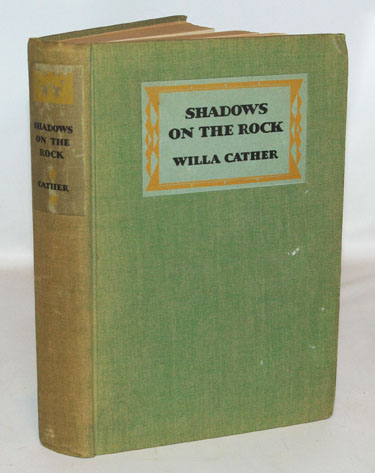 SHADOWS
ON THE
ROCK
CATHER
SHADOWS
ON THE ROCK
WILLA CATHER